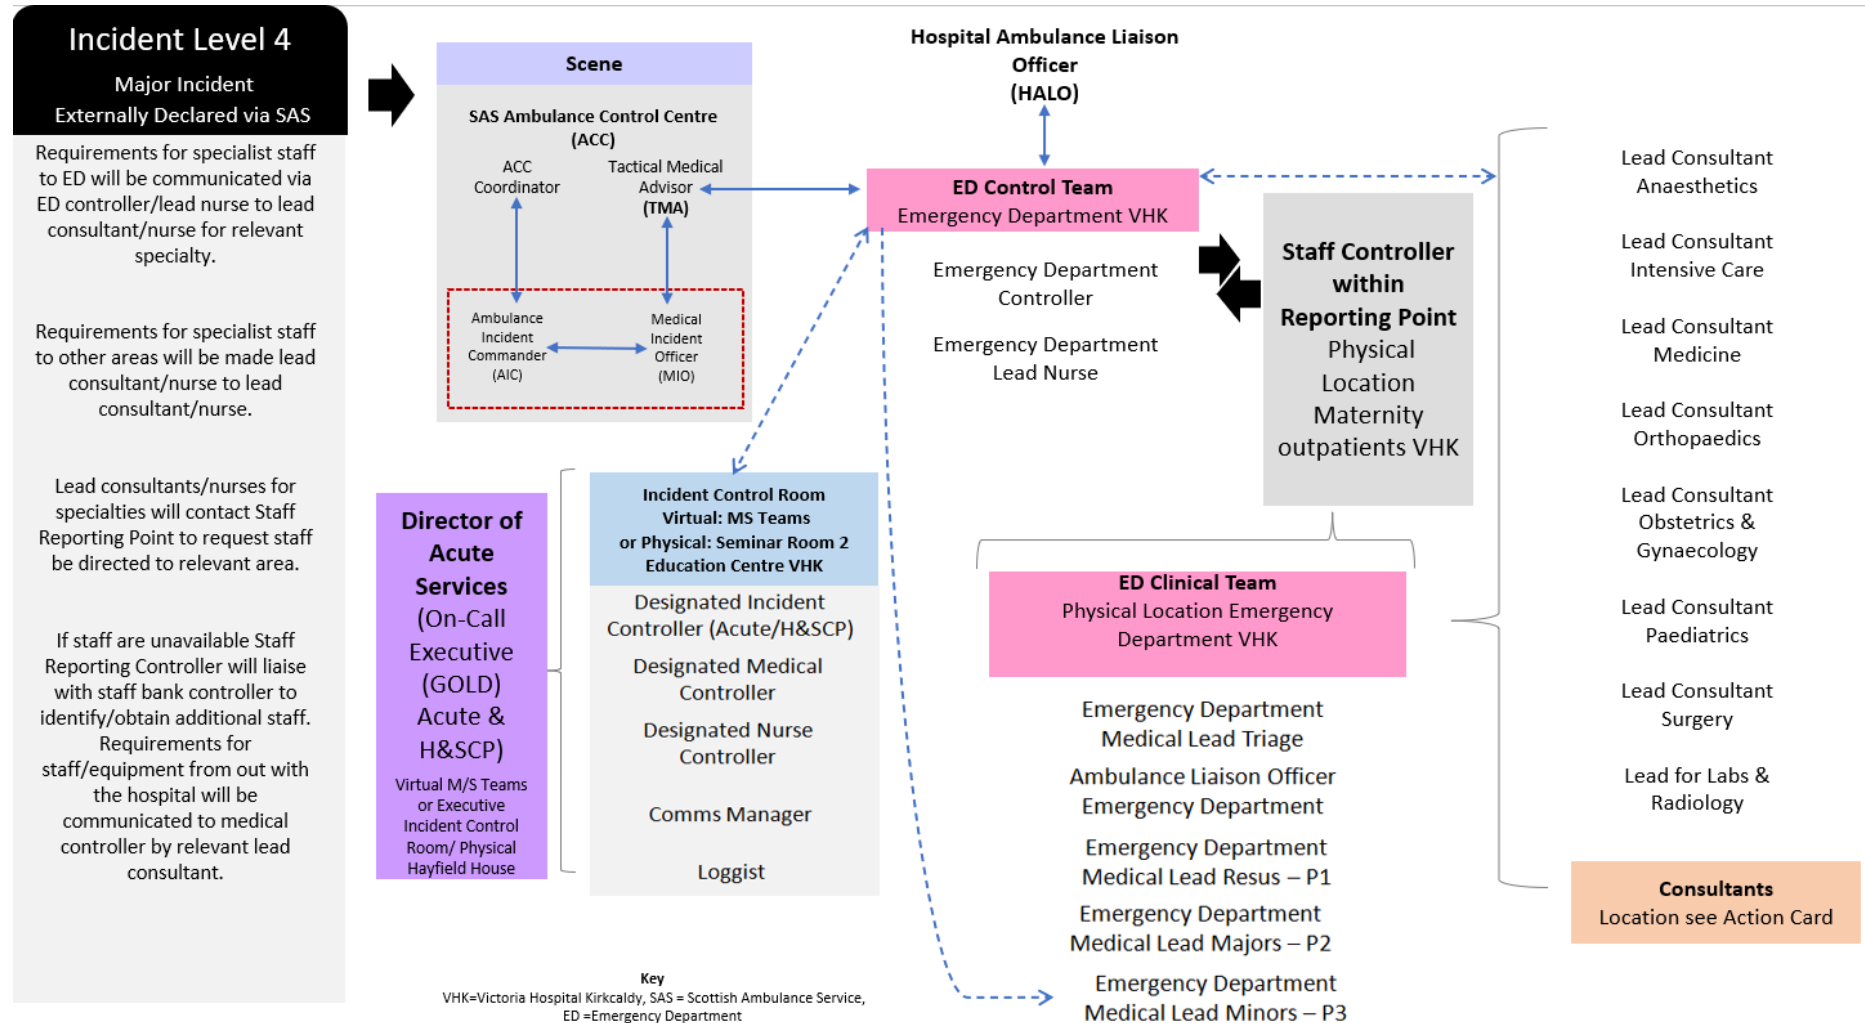 Incident Level 4
Major Incident
Externally Declared via SAS
Requirements for specialist staff
to ED will be communicated via
ED controller/lead nurse to lead
consultant/nurse for relevant
specialty.
Requirements for specialist staff
to other areas will be made lead
consultant/nurse to lead
consultant/nurse.
Lead consultants/nurses for
specialties will contact Staff
Reporting Point to request staff
be directed to relevant area.
If staff are unavailable Staff
Reporting Controller will liaise
with staff bank controller to
identify/obtain additional staff.
Requirements for
staff/equipment from out with
the hospital will be
communicated to medical
controller by relevant lead
consultant.
Scene
SAS Ambulance Control Centre
(ACC)
ACC
Coordinator
Tactical Medical
Advisor
(TMA)
Ambulance
Incident
Commander
(AIC)
Medical
Incident
Officer
(MIO)
Hospital Ambulance Liaison
Officer
(HALO)
ED Control Team
Emergency Department VHK
Emergency Department
Controller
Emergency Department
Lead Nurse
Staff Controller
within
Reporting Point
Physical
Location
Maternity
outpatients VHK
Director of
Acute
Services
(On-Call
Executive
(GOLD)
Acute &
H&SCP)
Virtual M/S Teams
or Executive
Incident Control
Room/ Physical
Hayfield House
Incident Control Room
Virtual: MS Teams
or Physical: Seminar Room 2
Education Centre VHK
Designated Incident
Controller (Acute/H&SCP)
Designated Medical
Controller
Designated Nurse
Controller
Comms Manager
Loggist
ED Clinical Team
Physical Location Emergency
Department VHK
Emergency Department
Medical Lead Triage
Ambulance Liaison Officer
Emergency Department
Emergency Department
Medical Lead Resus – P1
Emergency Department
Medical Lead Majors – P2
Emergency Department
Medical Lead Minors – P3
Lead Consultant
Anaesthetics
Lead Consultant
Intensive Care
Lead Consultant
Medicine
Lead Consultant
Orthopaedics
Lead Consultant
Obstetrics &
Gynaecology
Lead Consultant
Paediatrics
Lead Consultant
Surgery
Lead for Labs &
Radiology
Consultants
Location see Action Card
Key
VHK=Victoria Hospital Kirkcaldy, SAS = Scottish Ambulance Service,
ED =Emergency Department